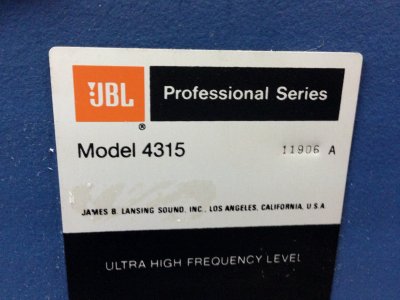 JBL Professional Series
®
Model 4315 11906 A
JAMES B. LANSING SOUND, INC., LOS ANGELES, CALIFORNIA, U.S.A
ULTRA HIGH FREQUENCY LEVEL